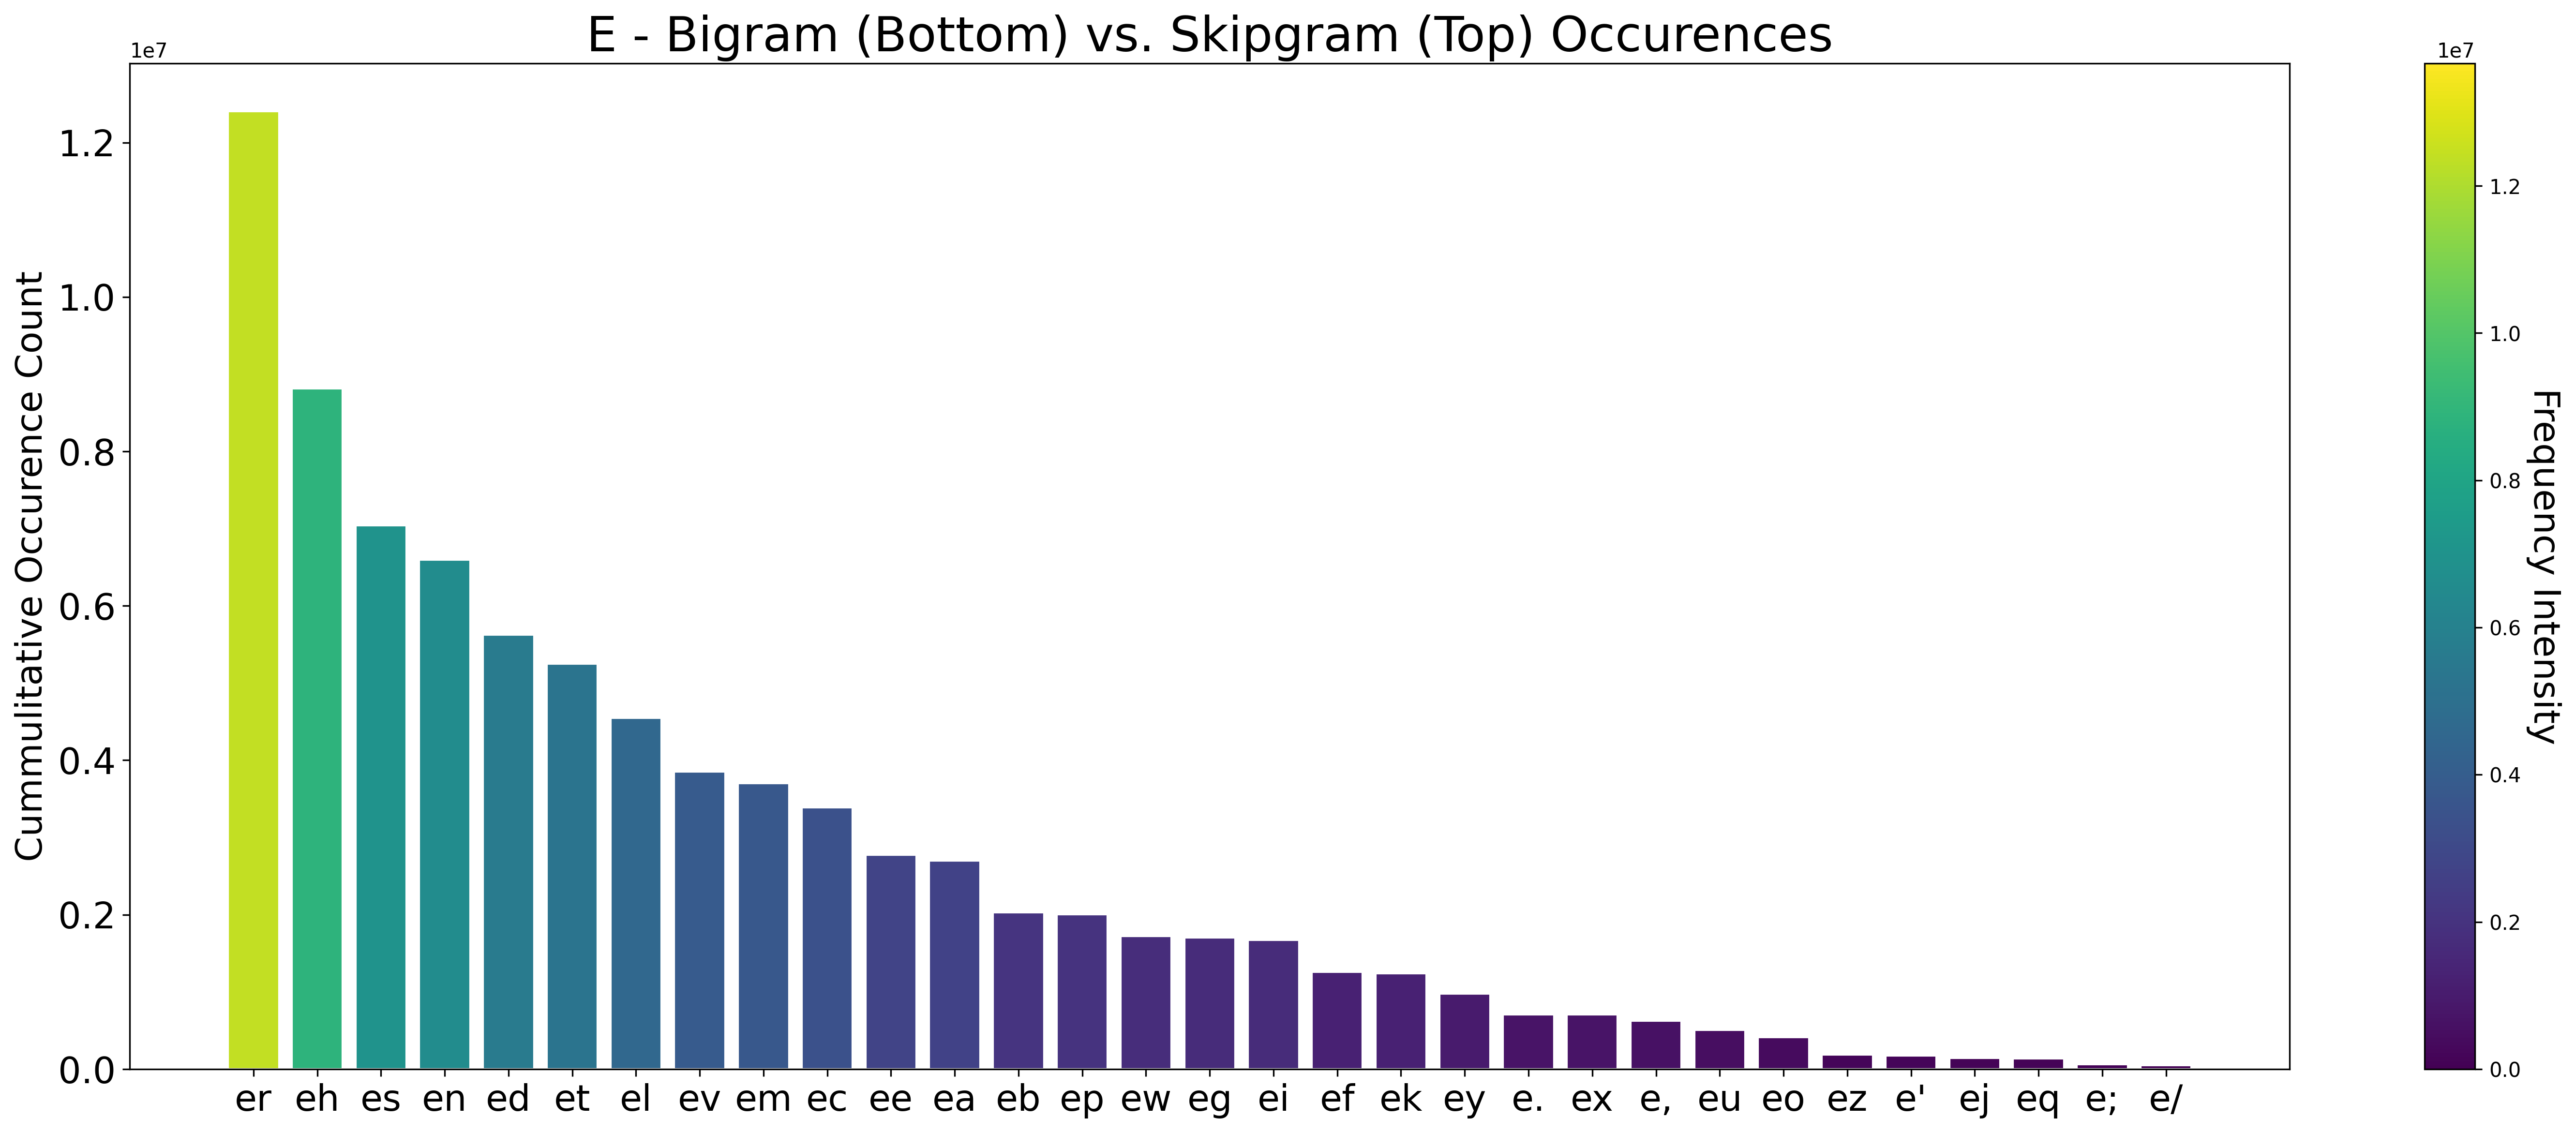 E - Bigram (Bottom) vs. Skipgram (Top) Occurences
1e7
1e7
Cummulitative Occurence Count
1.2
1.0
0.8
0.6
0.4
0.2
0.0
er eh es en ed et el ev em ec ee ea eb ep ew eg ei ef ek ey e. ex e, eu eo ez e' ej eq e; e/
1.2
1.0
0.8
0.6
0.4
0.2
0.0
Frequency Intensity